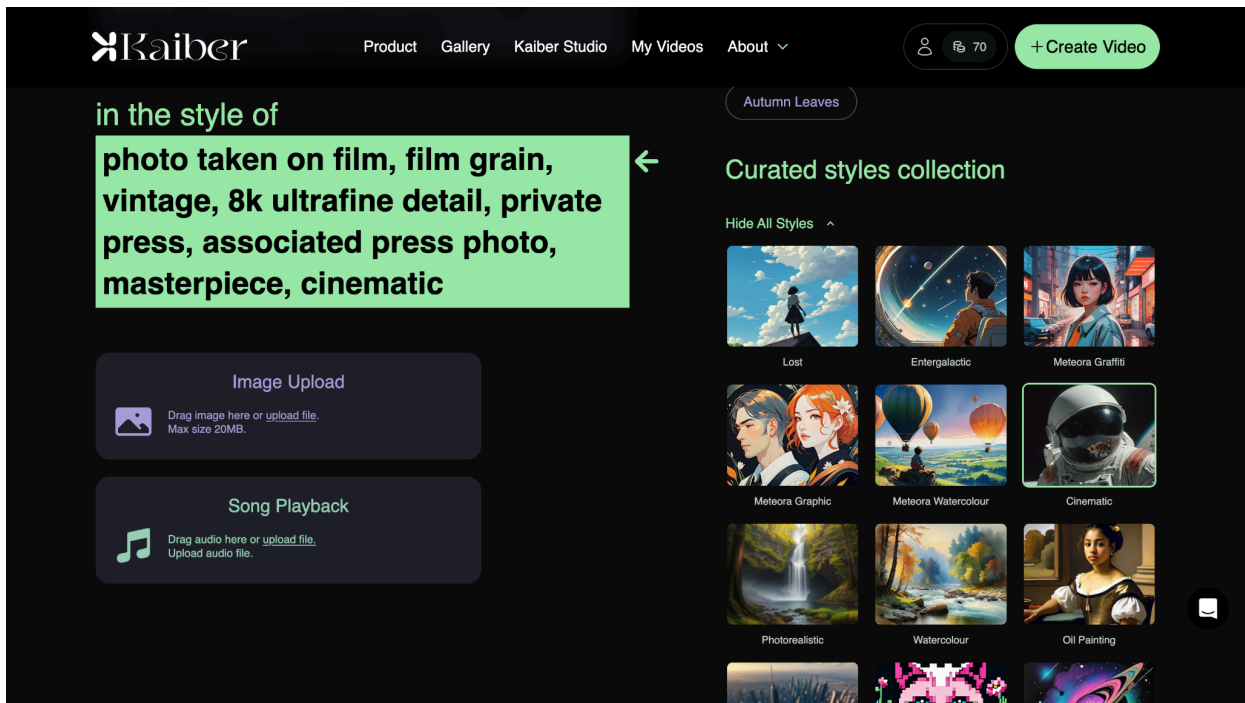 Kaiber
Product Gallery Kaiber Studio My Videos About
70
+Create Video
in the style of
photo taken on film, film grain,
vintage, 8k ultrafine detail, private
press, associated press photo,
masterpiece, cinematic
Image Upload
Drag image here or upload file.
Max size 20MB.
Song Playback
Drag audio here or upload file.
Upload audio file.
Autumn Leaves
Curated styles collection
Hide All Styles
Lost
Entergalactic
Meteora Graffiti
Meteora Graphic
Meteora Watercolour
Cinematic
Photorealistic
Watercolour
Oil Painting